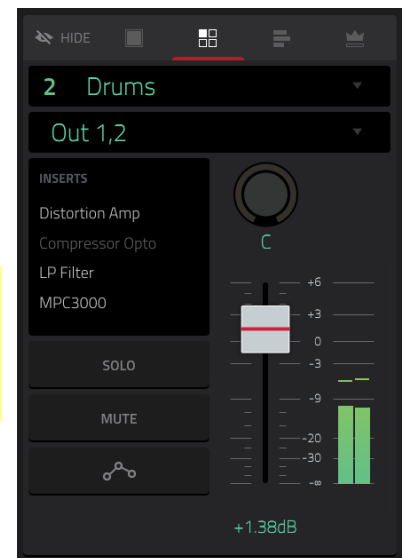 HIDE
2 Drums
Out 1,2
INSERTS
Distortion Amp
Compressor Opto
LP Filter
MPC3000
C
+6
+3
0
-3
-9
-20
-30
-∞
SOLO
MUTE
+1.38dB